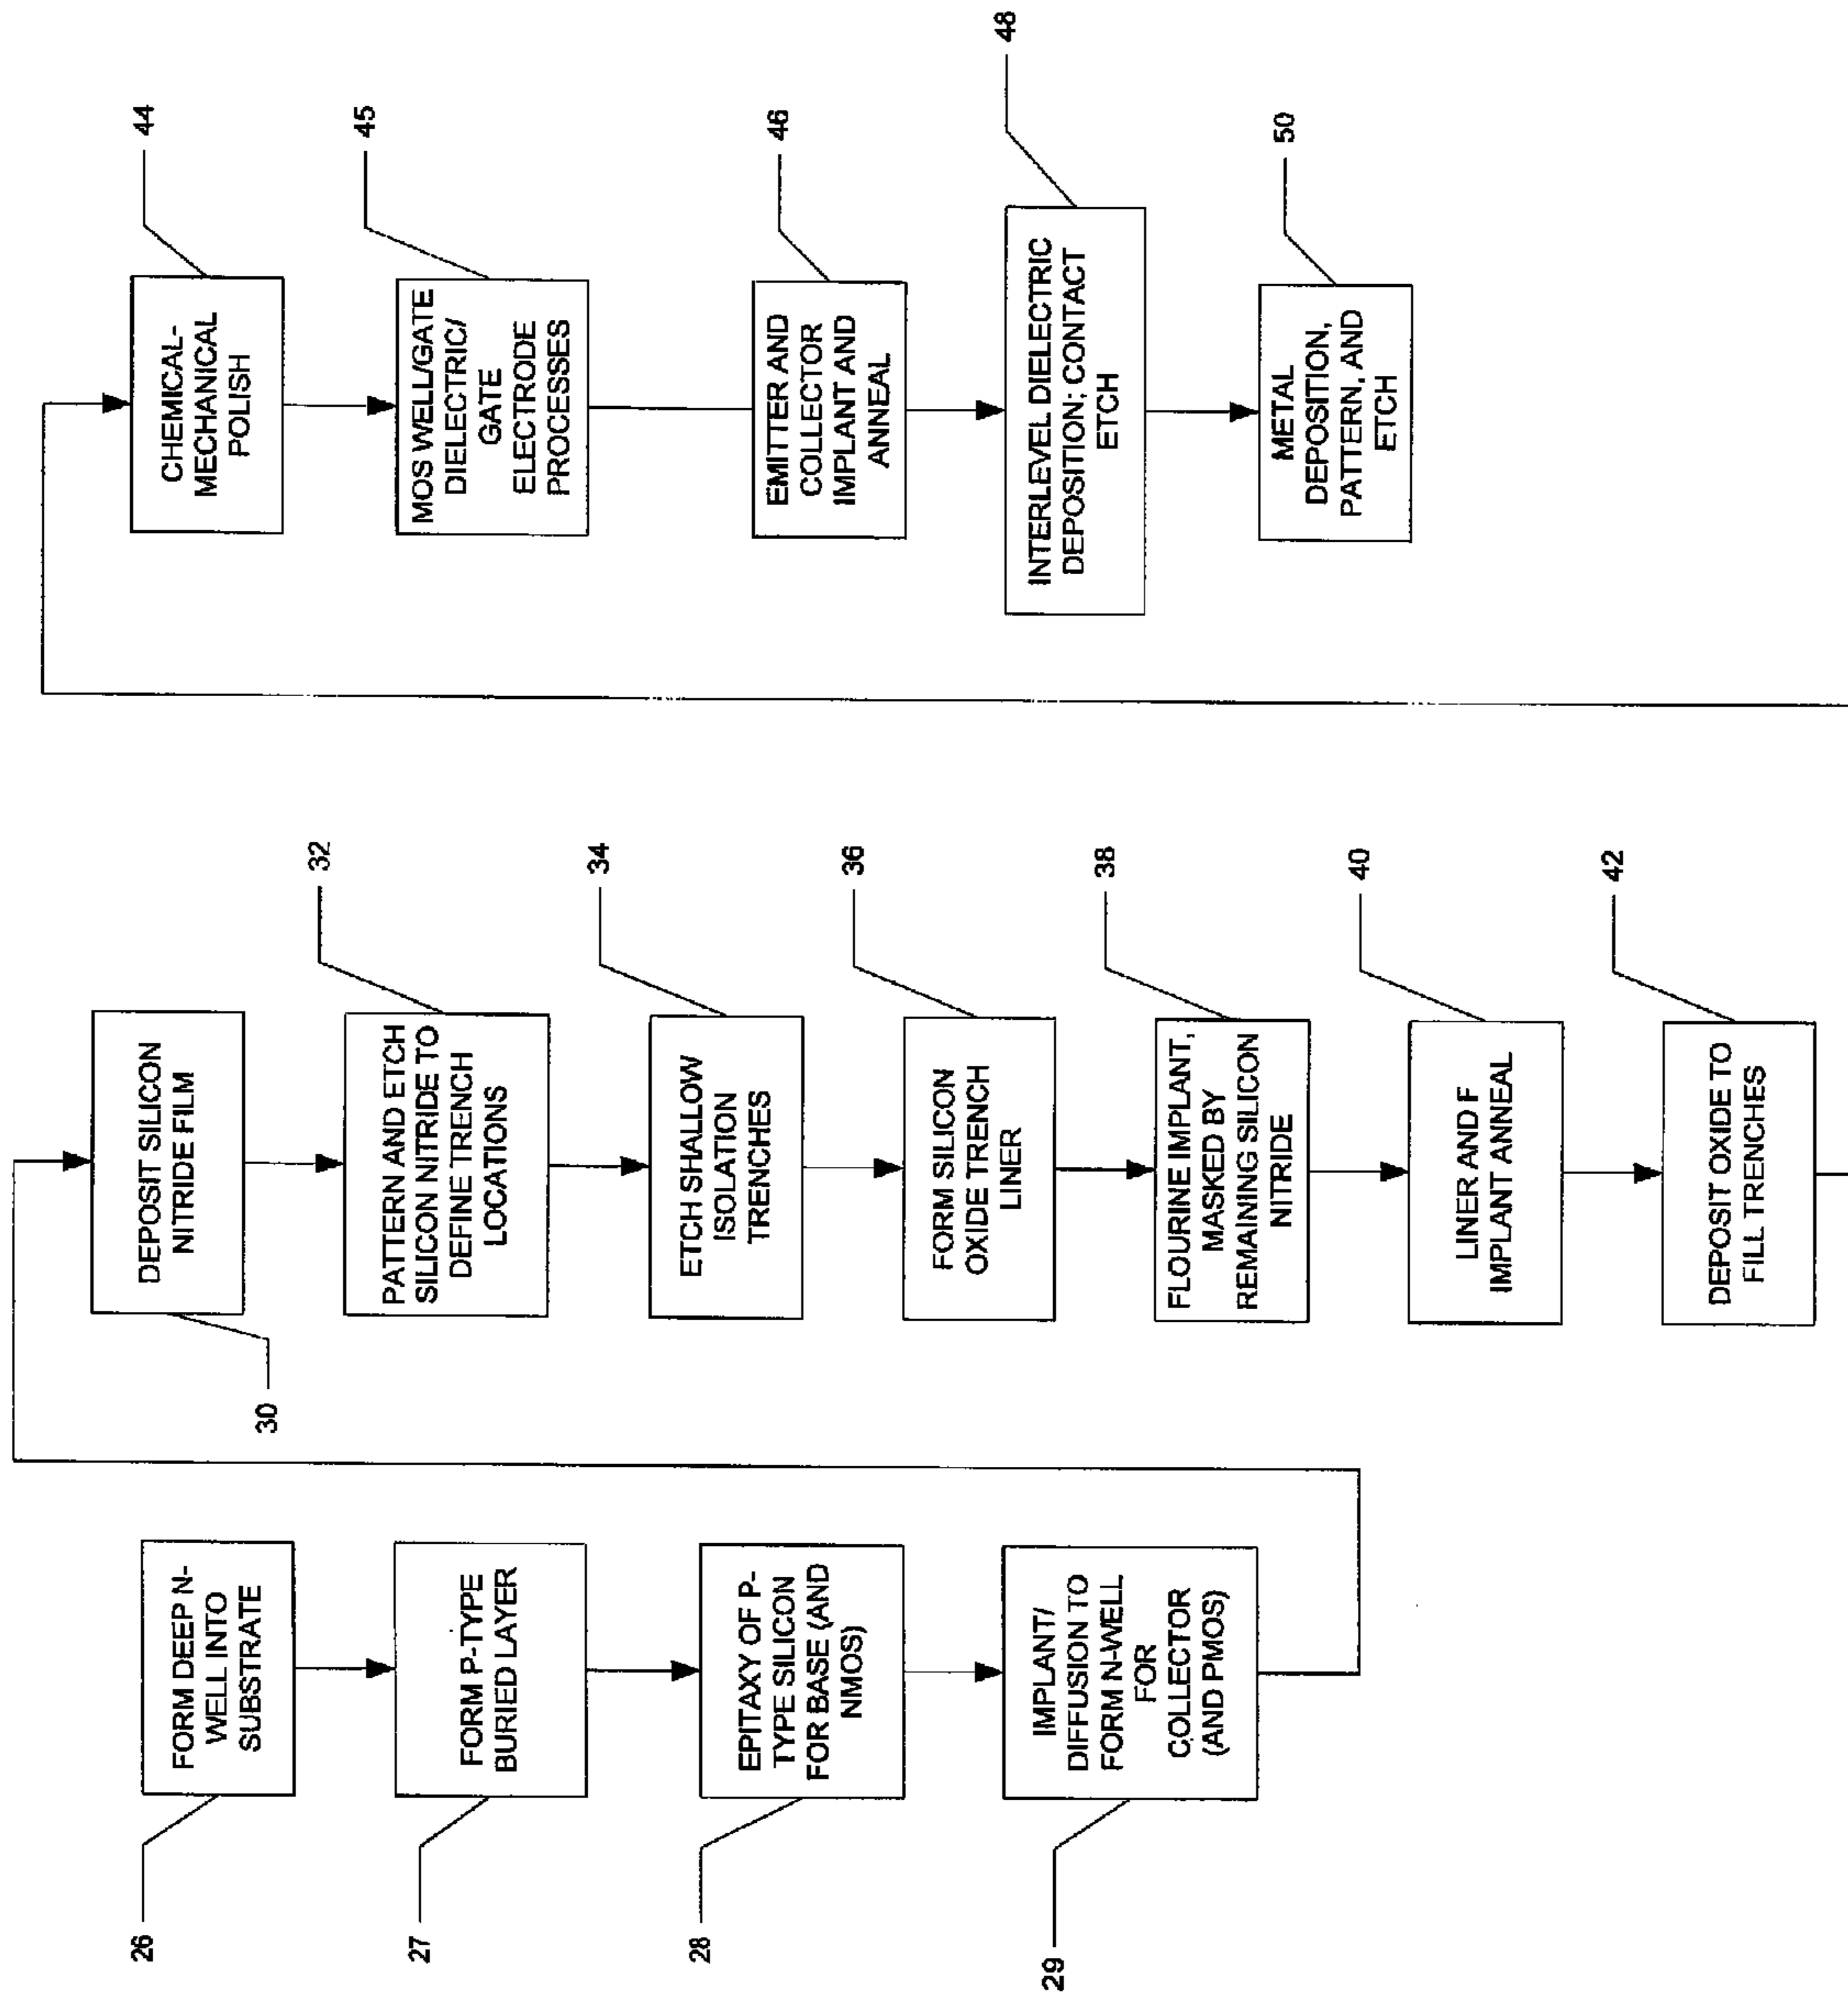 FORM DEEP N-
WELL INTO
SUBSTRATE
26
FORM P-TYPE
BURIED LAYER
27
EPITAXY OF P-
TYPE SILICON
FOR BASE (AND
NMOS)
28
IMPLANT/
DIFFUSION TO
FORM N-WELL
FOR
COLLECTOR
(AND PMOS)
29
DEPOSIT SILICON
NITRIDE FILM
30
PATTERN AND ETCH
SILICON NITRIDE TO
DEFINE TRENCH
LOCATIONS
32
ETCH SHALLOW
ISOLATION
TRENCHES
34
FORM SILICON
OXIDE TRENCH
LINER
36
FLOURINE IMPLANT,
MASKED BY
REMAINING SILICON
NITRIDE
38
LINER AND F
IMPLANT ANNEAL
40
DEPOSIT OXIDE TO
FILL TRENCHES
42
CHEMICAL-
MECHANICAL
POLISH
44
MOS WELL/GATE
DIELECTRIC/
GATE
ELECTRODE
PROCESSES
45
EMITTER AND
COLLECTOR
IMPLANT AND
ANNEAL
46
INTERLEVEL DIELECTRIC
DEPOSITION; CONTACT
ETCH
48
METAL
DEPOSITION,
PATTERN, AND
ETCH
50